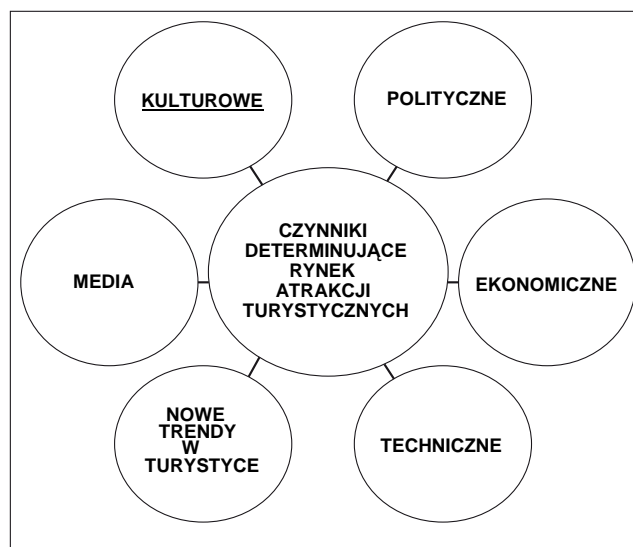 KULTUROWE
POLITYCZNE
CZYNNIKI
DETERMINUJĄCE
RYNEK
ATRAKCJI
TURYSTYCZNYCH
MEDIA
EKONOMICZNE
NOWE
TRENDY
W
TURYSTYCE
TECHNICZNE